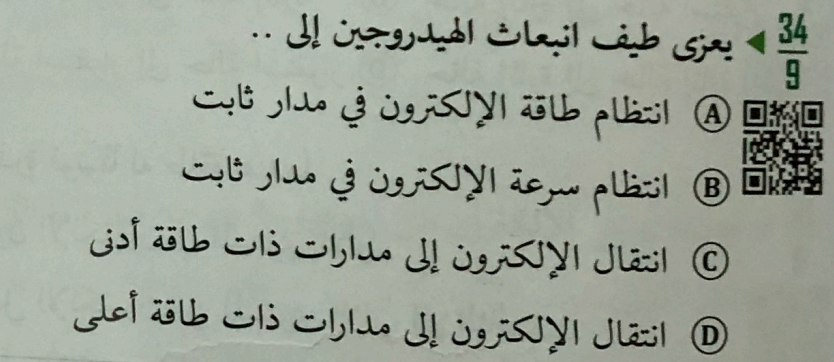 34/9 ◄ يعزى طيف انبعاث الهيدروجين إلى ..
Ⓐ انتظام طاقة الإلكترون في مدار ثابت
Ⓑ انتظام سرعة الإلكترون في مدار ثابت
Ⓒ انتقال الإلكترون إلى مدارات ذات طاقة أدنى
Ⓓ انتقال الإلكترون إلى مدارات ذات طاقة أعلى